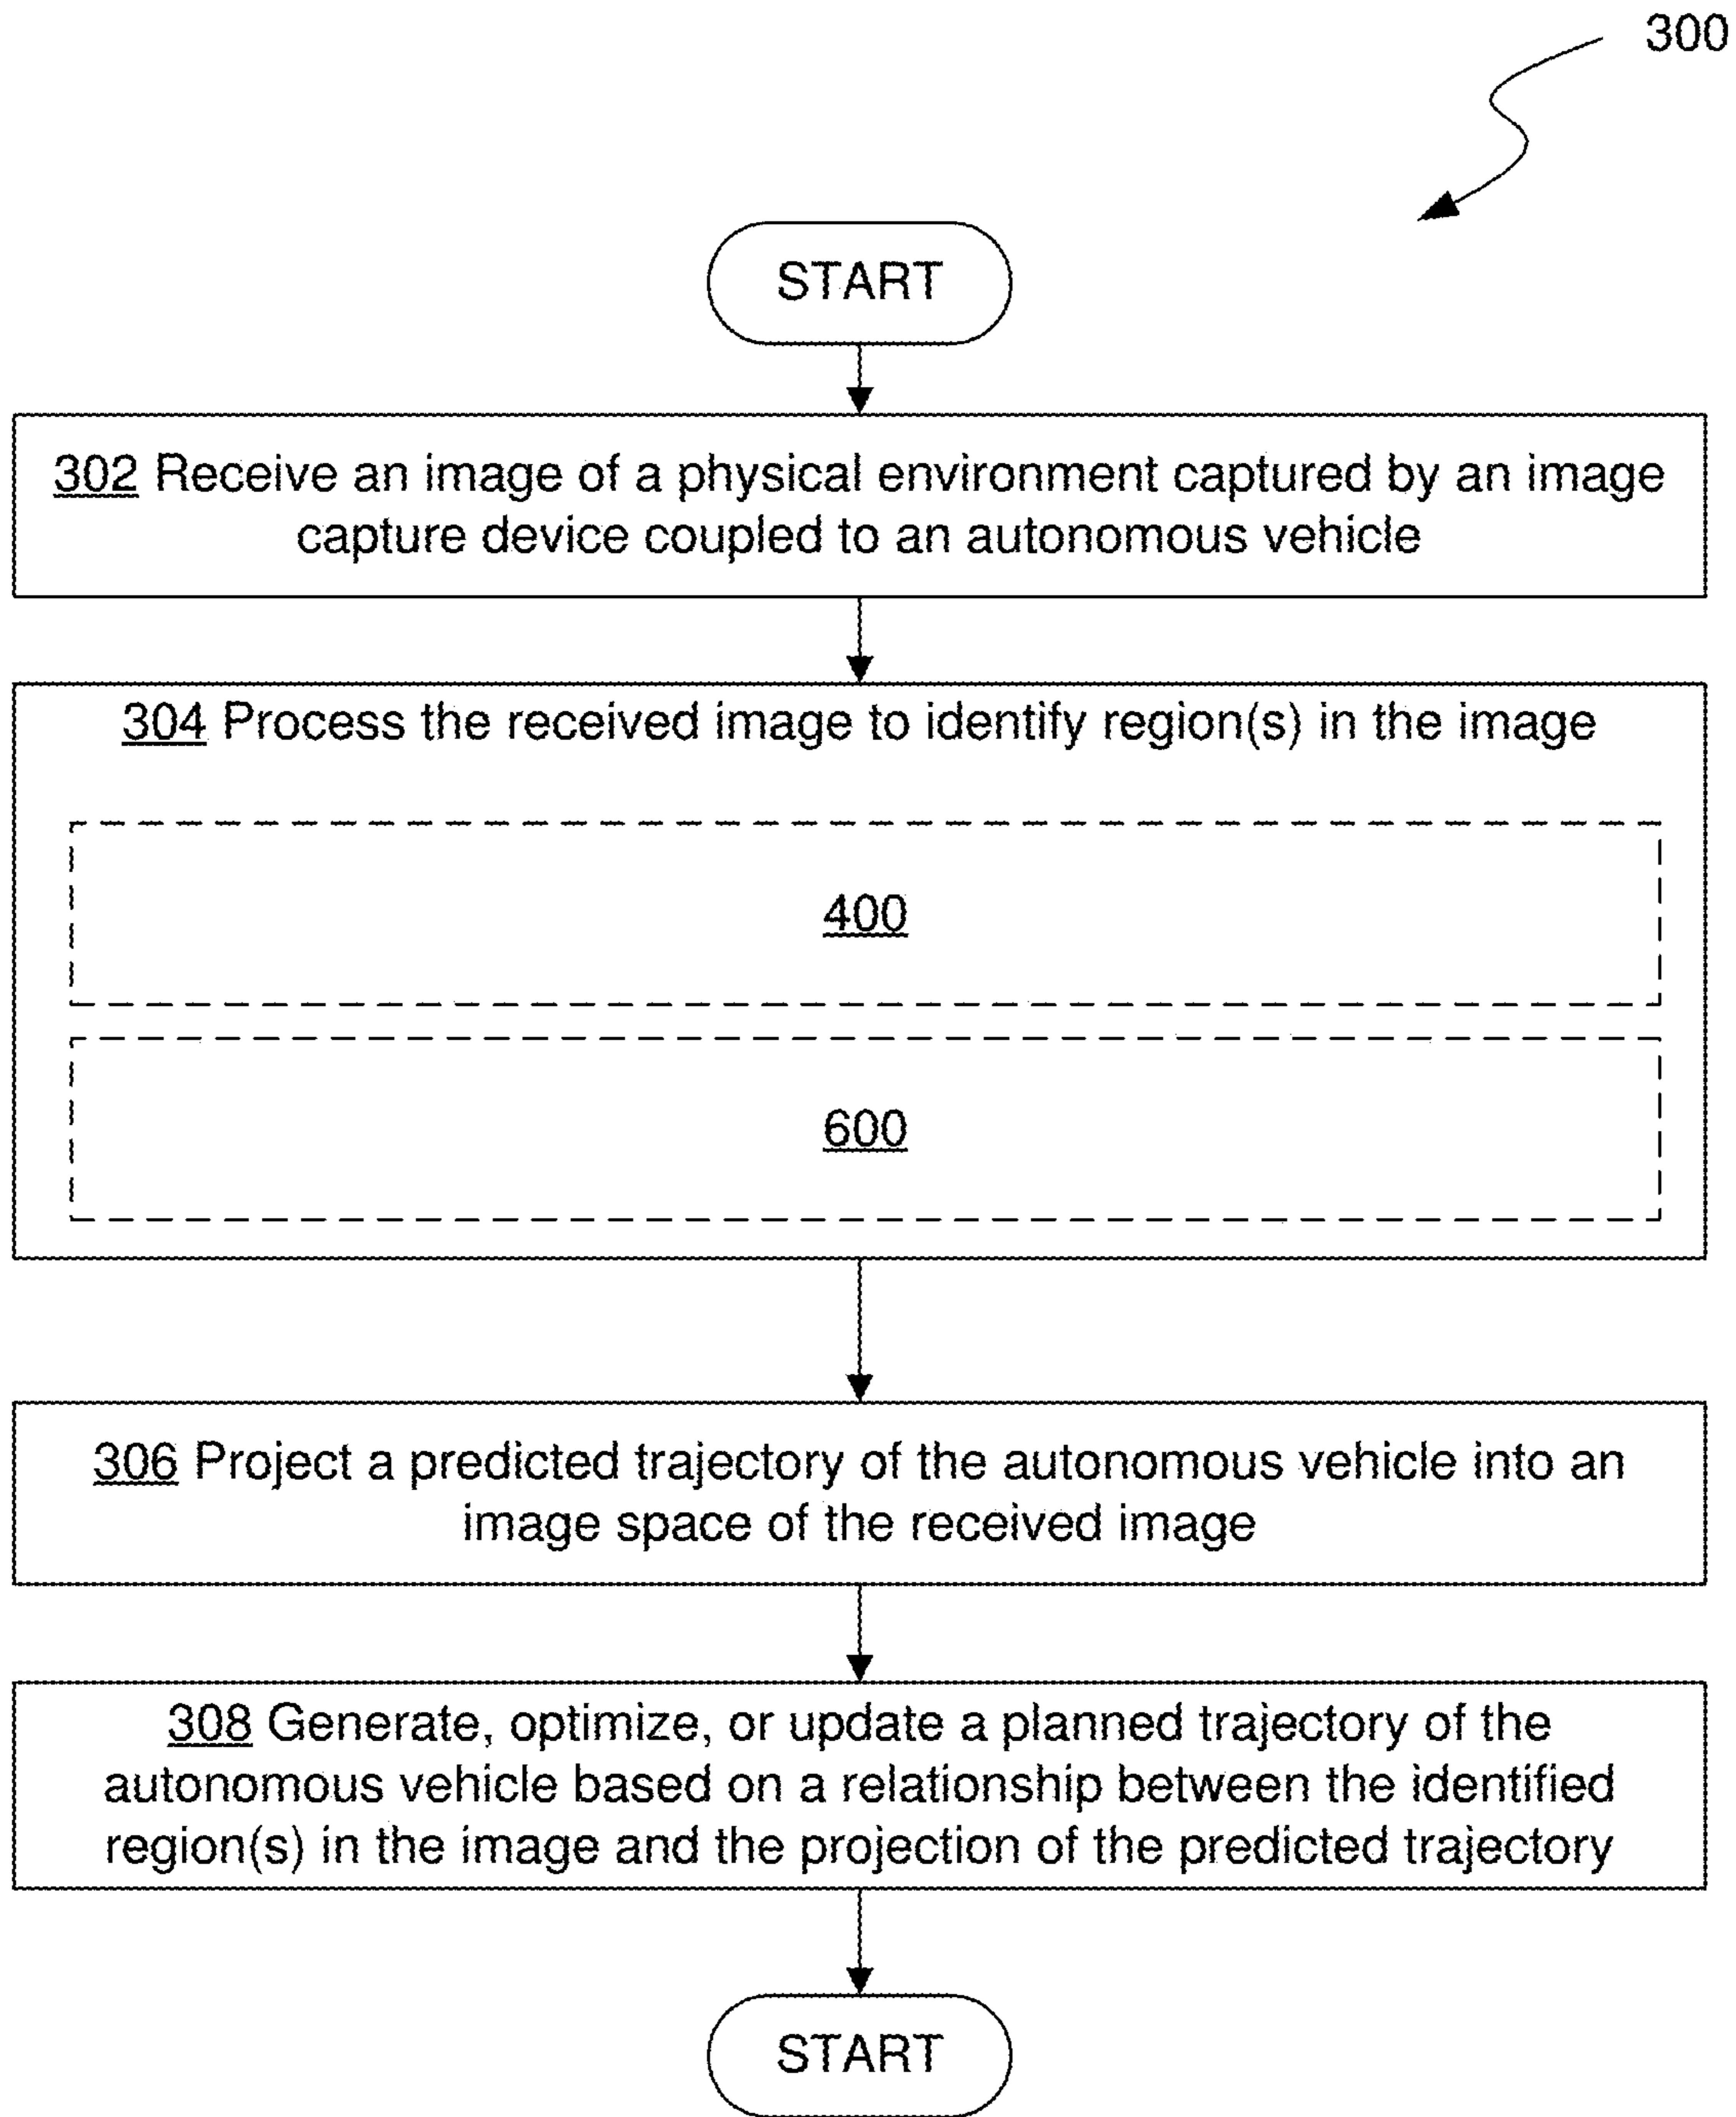 300
START
302 Receive an image of a physical environment captured by an image
capture device coupled to an autonomous vehicle
304 Process the received image to identify region(s) in the image
400
600
306 Project a predicted trajectory of the autonomous vehicle into an
image space of the received image
308 Generate, optimize, or update a planned trajectory of the
autonomous vehicle based on a relationship between the identified
region(s) in the image and the projection of the predicted trajectory
START